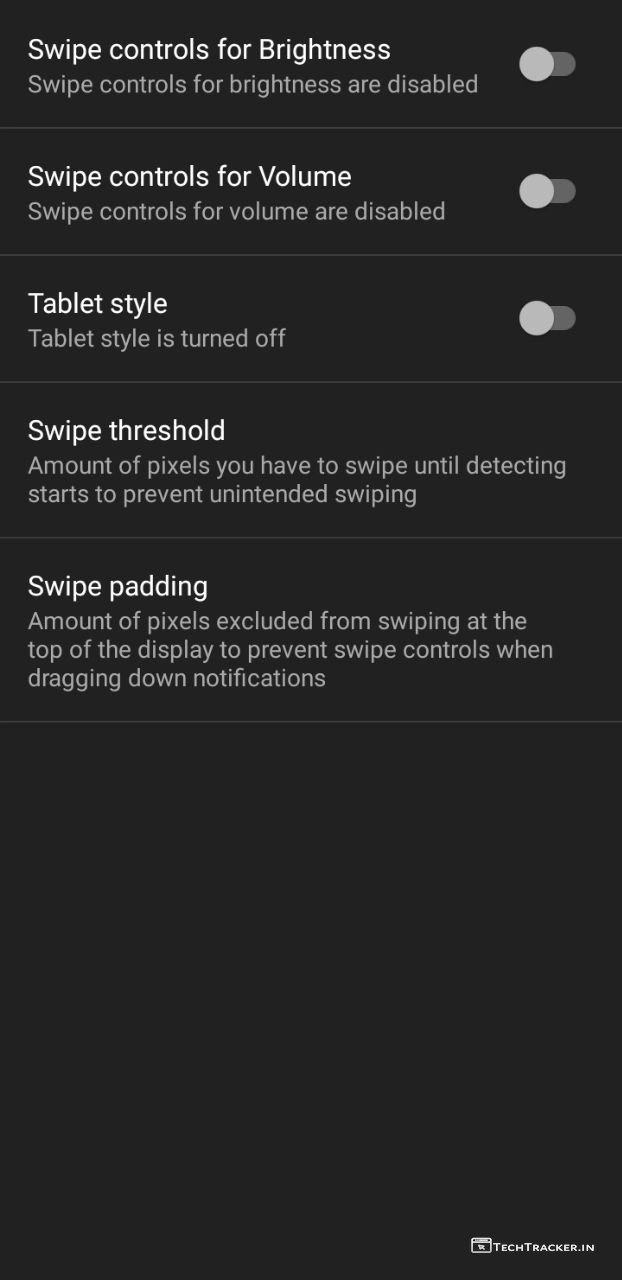 Swipe controls for Brightness
Swipe controls for brightness are disabled
Swipe controls for Volume
Swipe controls for volume are disabled
Tablet style
Tablet style is turned off
Swipe threshold
Amount of pixels you have to swipe until detecting
starts to prevent unintended swiping
Swipe padding
Amount of pixels excluded from swiping at the
top of the display to prevent swipe controls when
dragging down notifications
TECHTRACKER.IN